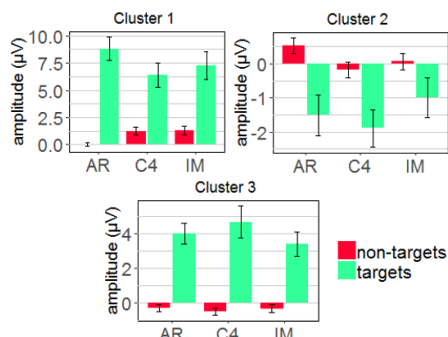 Cluster 1
amplitude (µV)
10.0
7.5
5.0
2.5
0.0
AR C4 IM
Cluster 2
amplitude (µV)
0
-1
-2
AR C4 IM
Cluster 3
amplitude (µV)
4
2
0
AR C4 IM
non-targets
targets